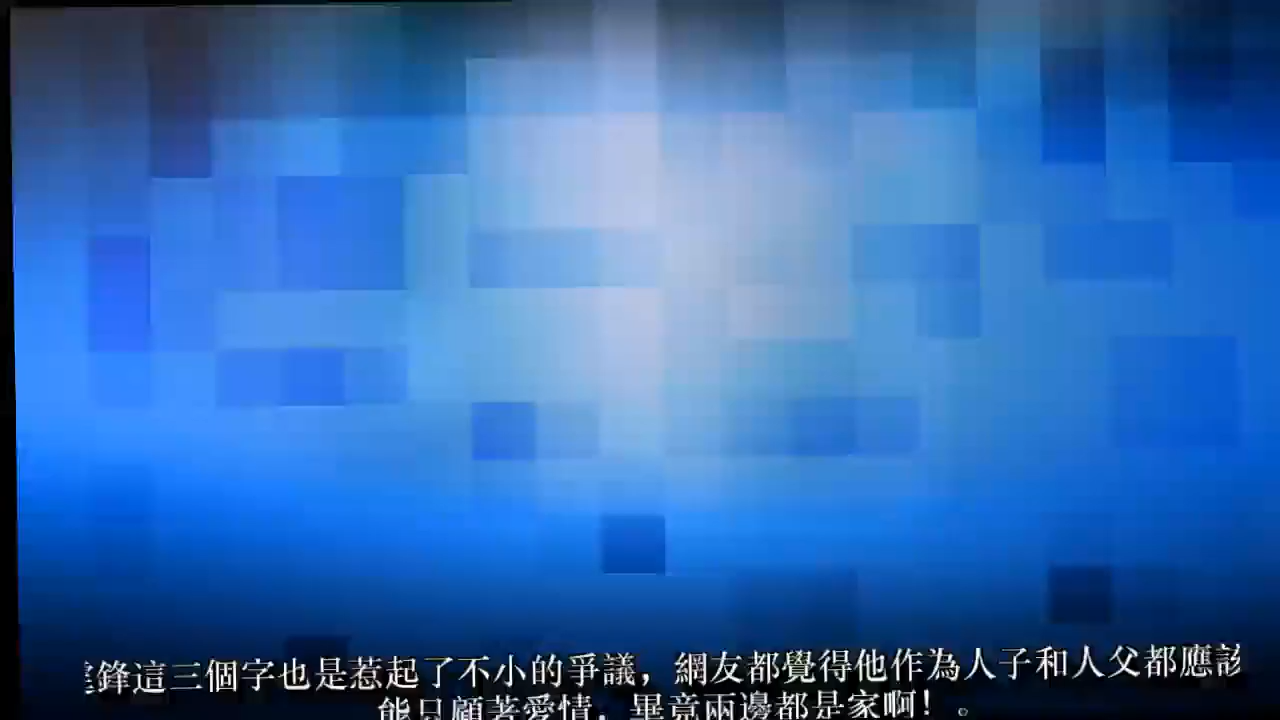 鋒這三個字也是惹起了不小的爭議，網友都覺得他作為人子和人父都應該
能只顧著愛情，畢竟兩邊都是家啊！。